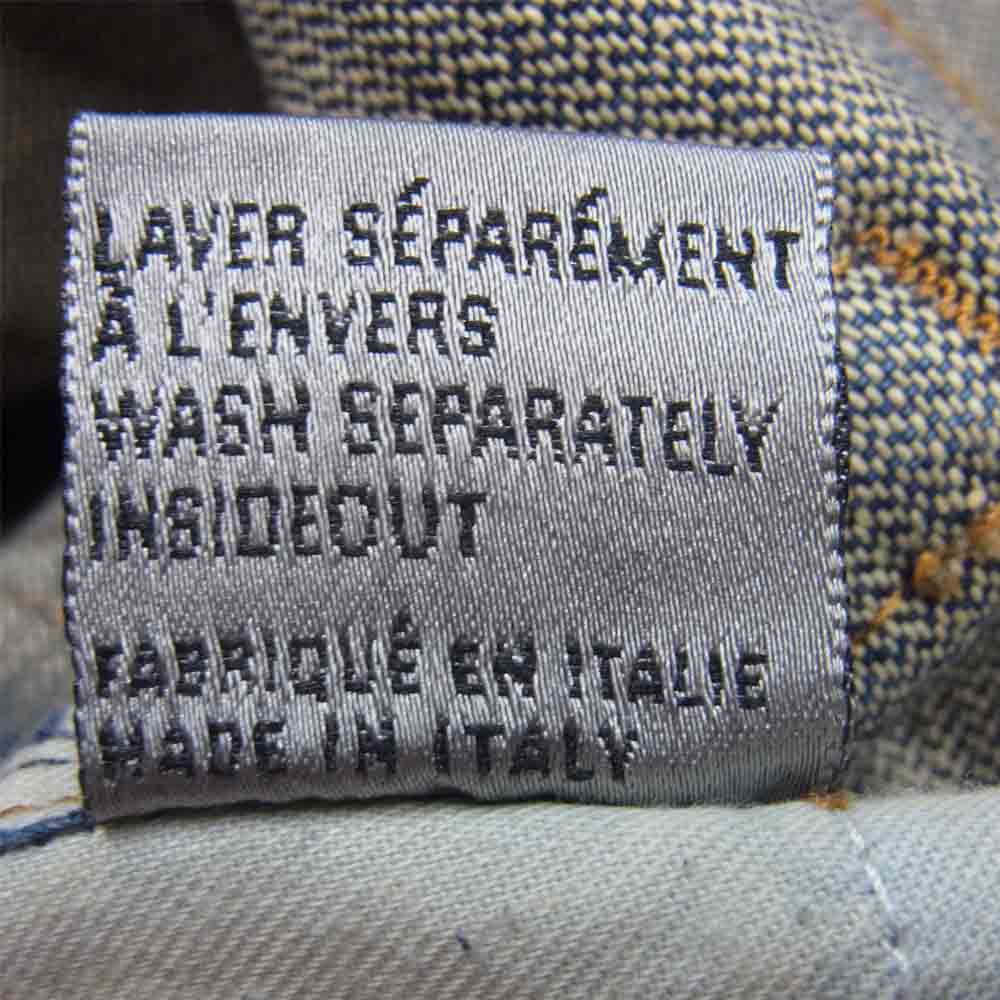 LAVER SÉPARÉMENT
À L'ENVERS
WASH SEPARATELY
INSIDEOUT
FABRIQUÉ EN ITALIE
MADE IN ITALY